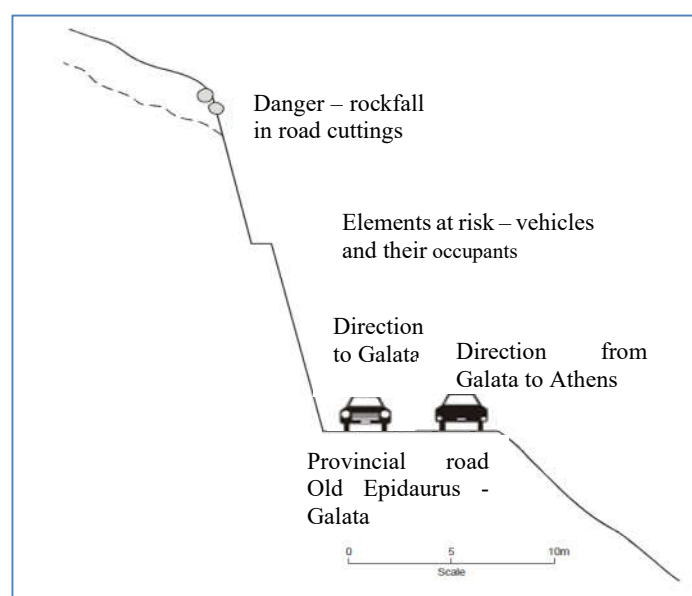 Danger – rockfall
in road cuttings
Elements at risk – vehicles
and their occupants
Direction
to Galata
Direction from
Galata to Athens
Provincial road
Old Epidaurus -
Galata
0 5 10m
Scale